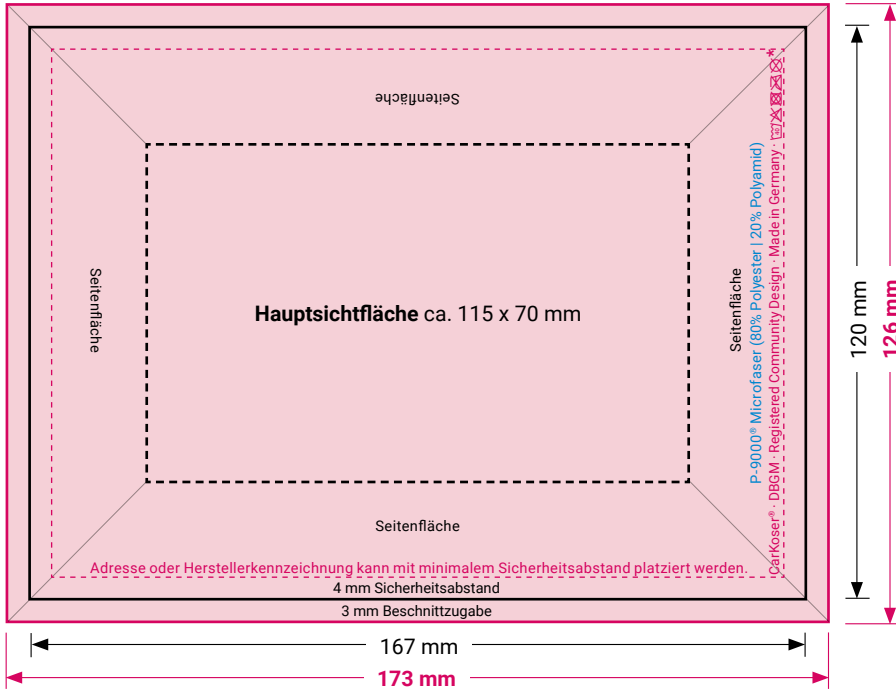 Seitenfläche
Seitenfläche
Hauptsichtfläche ca. 115 x 70 mm
Seitenfläche
P-9000® Microfaser (80% Polyester | 20% Polyamid)
CarKoser® · DBGM · Registered Community Design · Made in Germany · 40 *
120 mm
126 mm
Seitenfläche
Adresse oder Herstellerkennzeichnung kann mit minimalem Sicherheitsabstand platziert werden.
4 mm Sicherheitsabstand
3 mm Beschnittzugabe
167 mm
173 mm